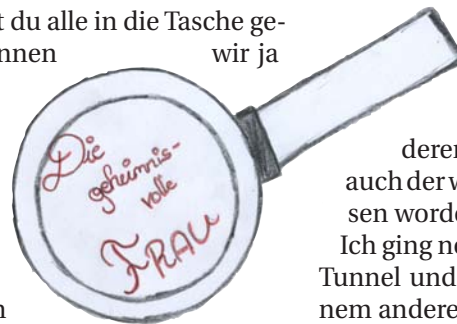 t du alle in die Tasche ge-
nnen wir ja
Die
geheimnis-
volle
FRAU
deren
auch der w
sen worde
Ich ging ne
Tunnel und
nem andere